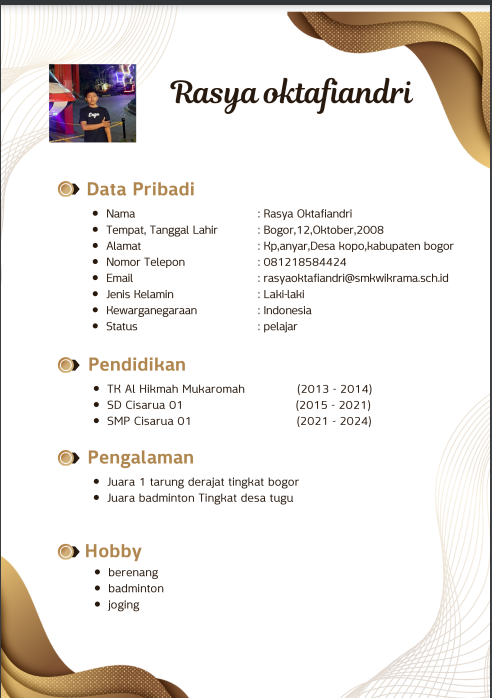 Rasya oktafiandri
Data Pribadi
Nama : Rasya Oktafiandri
Tempat, Tanggal Lahir : Bogor,12,Oktober,2008
Alamat : Kp,anyar,Desa kopo,kabupaten bogor
Nomor Telepon : 081218584424
Email : rasyaoktafiandri@smkwikrama.sch.id
Jenis Kelamin : Laki-laki
Kewarganegaraan : Indonesia
Status : pelajar
Pendidikan
TK Al Hikmah Mukaromah (2013 - 2014)
SD Cisarua 01 (2015 - 2021)
SMP Cisarua 01 (2021 - 2024)
Pengalaman
Juara 1 tarung derajat tingkat bogor
Juara badminton Tingkat desa tugu
Hobby
berenang
badminton
joging